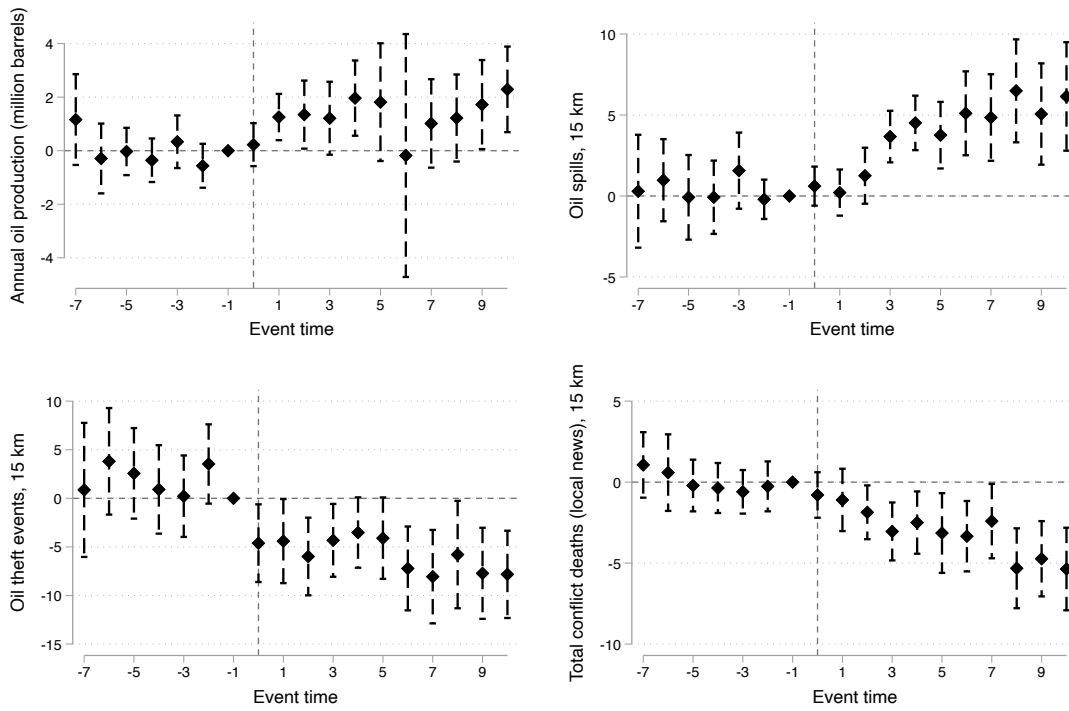 Annual oil production (million barrels)
4
2
0
-2
-4
-7 -5 -3 -1 1 3 5 7 9
Event time
Oil spills, 15 km
10
5
0
-5
-7 -5 -3 -1 1 3 5 7 9
Event time
Oil theft events, 15 km
10
5
0
-5
-10
-15
-7 -5 -3 -1 1 3 5 7 9
Event time
Total conflict deaths (local news), 15 km
5
0
-5
-10
-7 -5 -3 -1 1 3 5 7 9
Event time